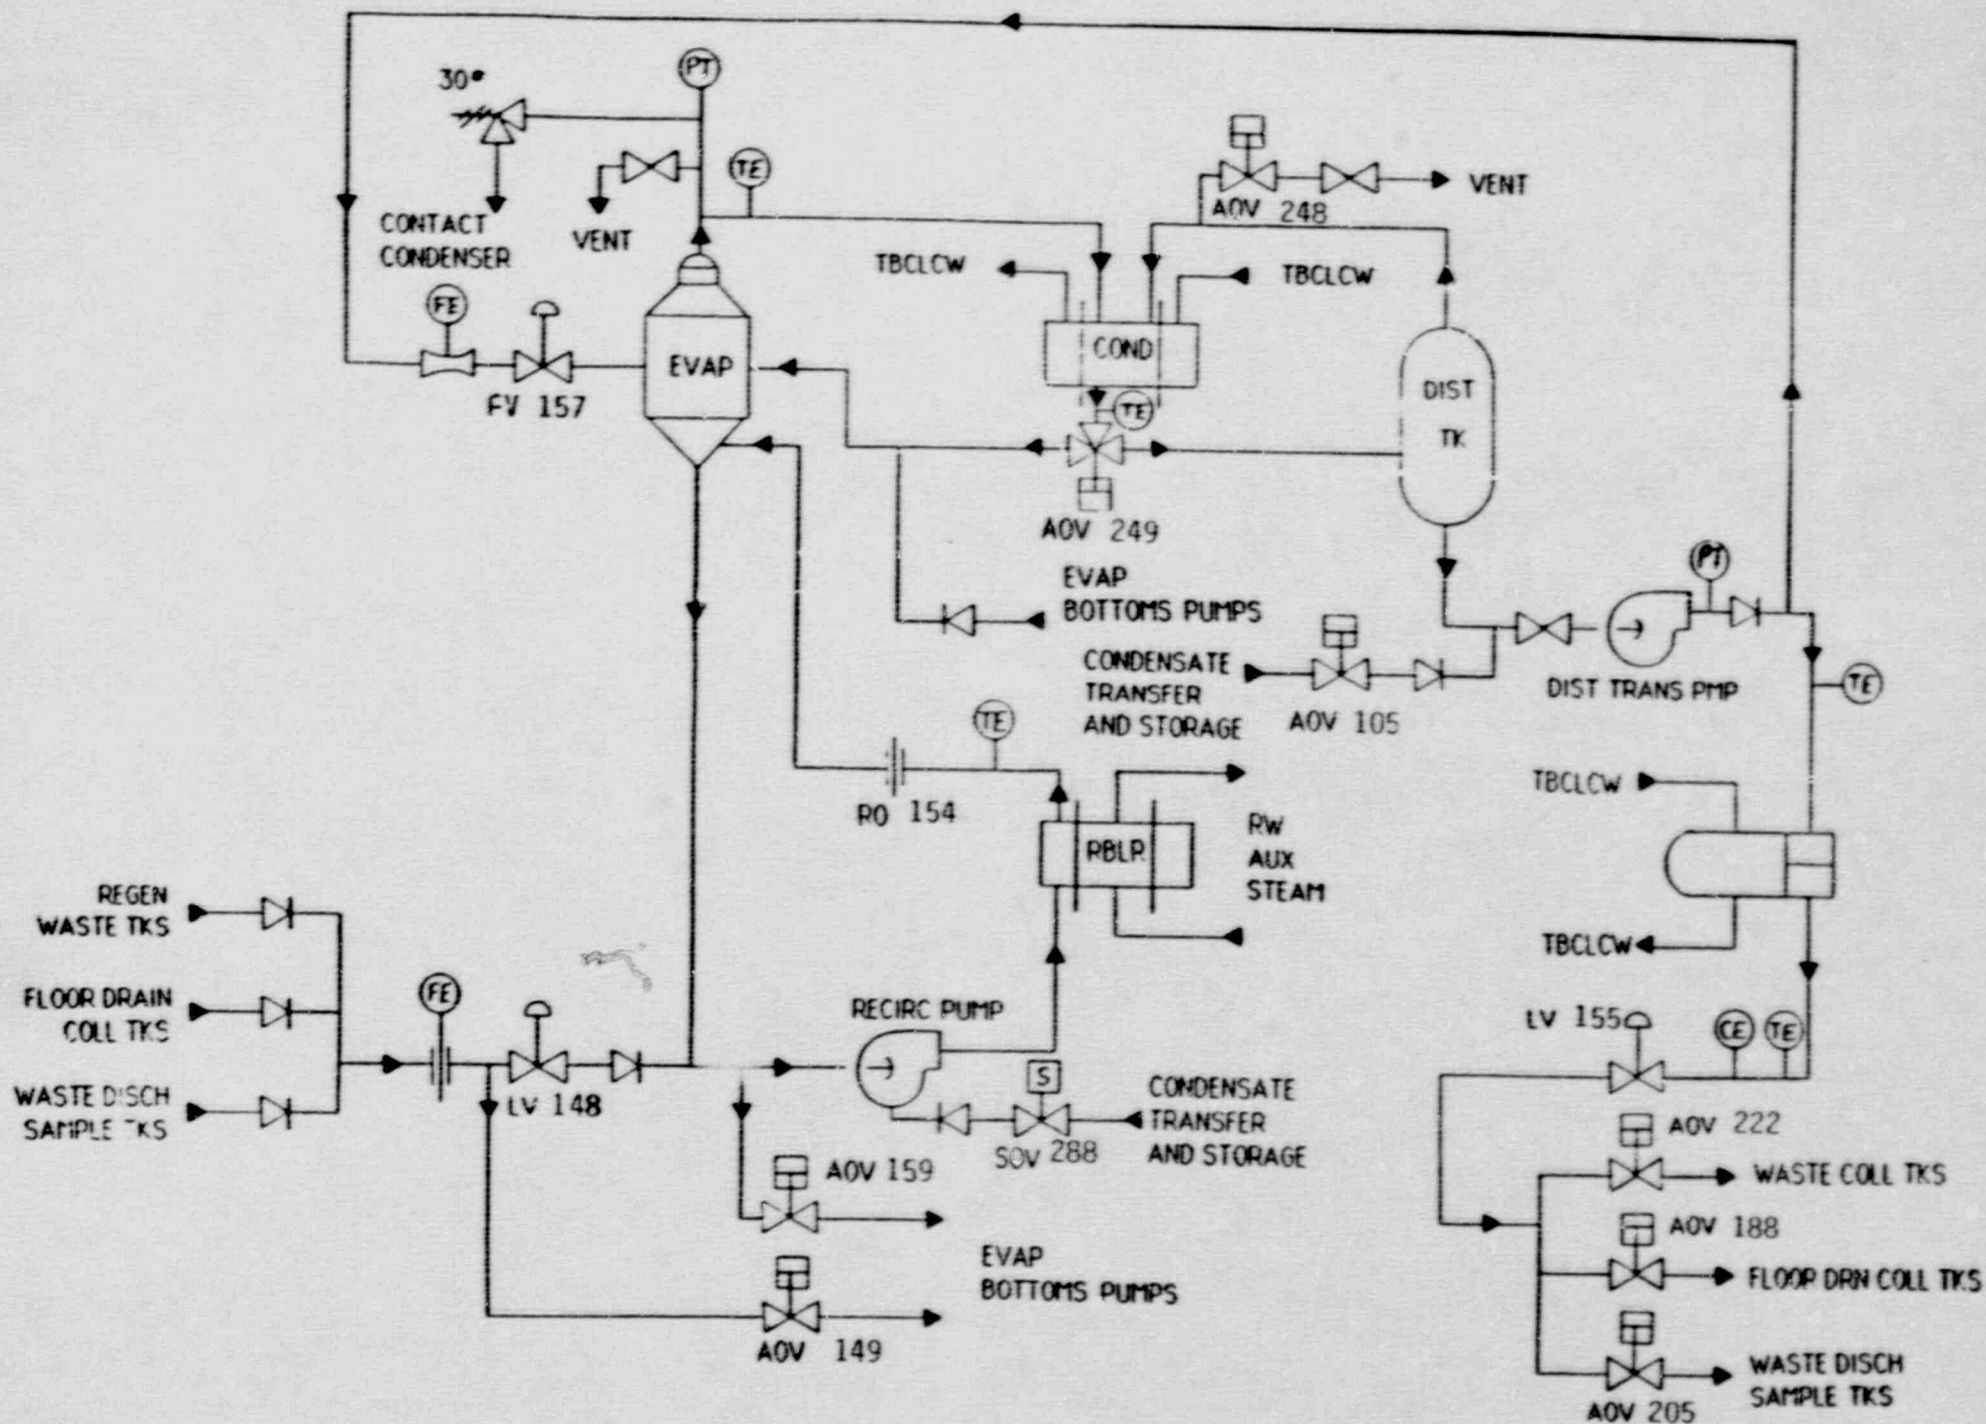 PT
30°
TE
VENT
AOV 248
CONTACT
CONDENSER
VENT
TBCLCW
TBCLCW
FE
COND
EVAP
DIST
TK
FV 157
TE
AOV 249
EVAP
BOTTOMS PUMPS
PT
CONDENSATE
TRANSFER
AND STORAGE
AOV 105
DIST TRANS PMP
TE
TE
RO 154
TBCLCW
RBLR
RW
AUX
STEAM
TBCLCW
REGEN
WASTE TKS
FLOOR DRAIN
COLL TKS
WASTE DISCH
SAMPLE TKS
FE
LV 148
RECIRC PUMP
S
SOV 288
CONDENSATE
TRANSFER
AND STORAGE
LV 155
CE
TE
AOV 159
EVAP
BOTTOMS PUMPS
AOV 149
AOV 222
WASTE COLL TKS
AOV 188
FLOOR DRN COLL TKS
WASTE DISCH
SAMPLE TKS
AOV 205